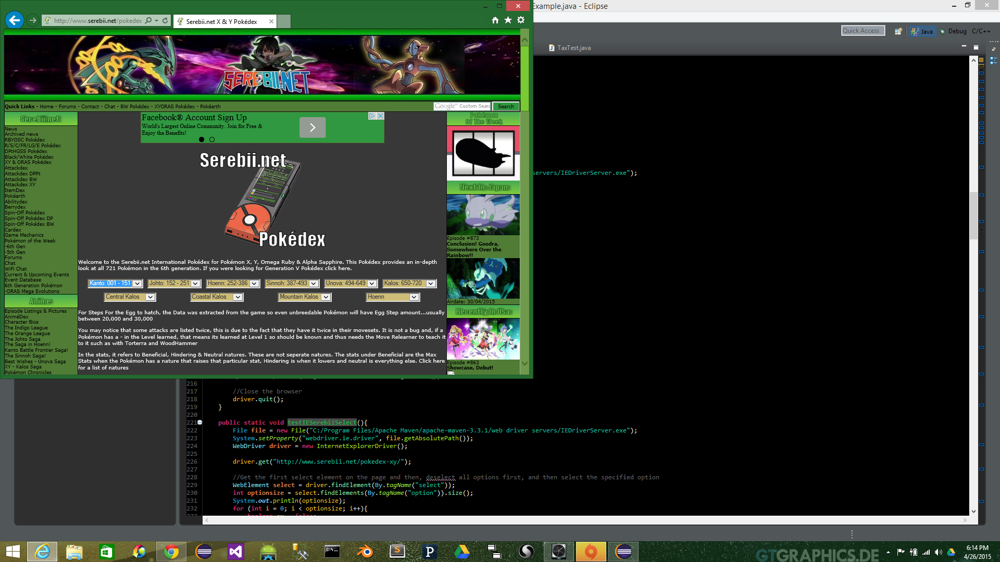 Example.java - Eclipse
http://www.serebii.net/pokedex
Serebii.net X & Y Pokédex
Quick Access
Java
Debug
C/C++
TaxTest.java
SEREBII.NET
Quick Links - Home - Forums - Contact - Chat - BW Pokédex - XYORAS Pokédex - Pokéarth
Google™ Custom Sear
Search
Serebii.net
News
Archived news
RBYGSC Pokédex
R/S/C/FR/LG/E Pokédex
DPtHGSS Pokédex
Black/White Pokédex
XY & ORAS Pokédex
Attackdex
Attackdex DPPt
Attackdex BW
Attackdex XY
ItemDex
Pokéarth
Abilitydex
Berrydex
Spin-Off Pokédex
Spin-Off Pokédex DP
Spin-Off Pokédex BW
Cardex
Game Mechanics
Pokémon of the Week
-6th Gen
-5th Gen
Forums
Chat
WiFi Chat
Current & Upcoming Events
Event Database
6th Generation Pokémon
-ORAS Mega Evolutions
Anime
Episode Listings & Pictures
AniméDex
Character Bios
The Indigo League
The Orange League
The Johto Saga
The Saga in Hoenn!
Kanto Battle Frontier Saga!
The Sinnoh Saga!
Best Wishes - Unova Saga
XY - Kalos Saga
Pokémon Chronicles
Facebook® Account Sign Up
World's Largest Online Community. Join for Free &
Enjoy the Benefits!
Serebii.net
Pokédex
Welcome to the Serebii.net International Pokédex for Pokémon X, Y, Omega Ruby & Alpha Sapphire. This Pokédex provides an in-depth
look at all 721 Pokémon in the 6th generation. If you were looking for Generation V Pokédex click here.
Kanto: 001 - 151
Johto: 152 - 251
Hoenn: 252-386
Sinnoh: 387-493
Unova: 494-649
Kalos: 650-720
Central Kalos
Coastal Kalos
Mountain Kalos
Hoenn
For Steps For the Egg to hatch, the Data was extracted from the game so even unbreedable Pokémon will have Egg Step amount...usually
between 20,000 and 30,000
You may notice that some attacks are listed twice, this is due to the fact that they have it twice in their movesets. It is not a bug and, if a
Pokémon has a - in the Level learned, that means its learned at Level 1 so should be known and thus needs the Move Relearner to teach it
to it such as with Torterra and WoodHammer
In the stats, it refers to Beneficial, Hindering & Neutral natures. These are not seperate natures. The stats under Beneficial are the Max
Stats when the Pokémon has a nature that raises that particular stat, Hindering is when it lowers and neutral is everything else. Click here
for a list of natures
Pokémon
Of The Week
Next In Japan
Episode #873
Conclusion! Goodra,
Somewhere Over the
Rainbow!!
Airdate: 30/04/2015
Recently In Usa
Episode #863
Showcase, Debut!
servers/IEDriverServer.exe");
216
217 //Close the browser
218 driver.quit();
219 }
220
221 public static void testIESerebiiSelect(){
222 File file = new File("C:/Program Files/Apache Maven/apache-maven-3.3.1/web driver servers/IEDriverServer.exe");
223 System.setProperty("webdriver.ie.driver", file.getAbsolutePath());
224 WebDriver driver = new InternetExplorerDriver();
225
226 driver.get("http://www.serebii.net/pokedex-xy/");
227
228 //Get the first select element on the page and then, deselect all options first, and then select the specified option
229 WebElement select = driver.findElement(By.tagName("select"));
230 int optionsize = select.findElements(By.tagName("option")).size();
231 System.out.println(optionsize);
232 for (int i = 0; i < optionsize; i++){
GTGRAPHICS.DE
6:14 PM
4/26/2015